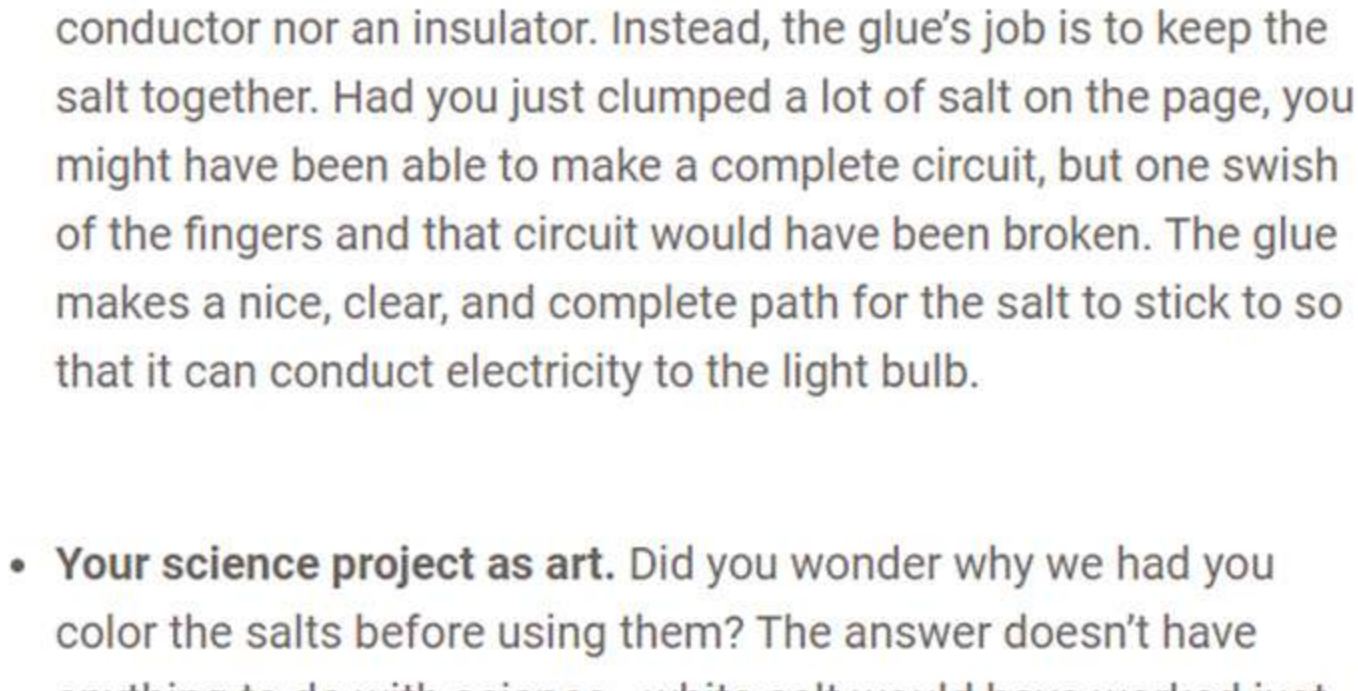 conductor nor an insulator. Instead, the glue’s job is to keep the
salt together. Had you just clumped a lot of salt on the page, you
might have been able to make a complete circuit, but one swish
of the fingers and that circuit would have been broken. The glue
makes a nice, clear, and complete path for the salt to stick to so
that it can conduct electricity to the light bulb.
• Your science project as art. Did you wonder why we had you
color the salts before using them? The answer doesn’t have